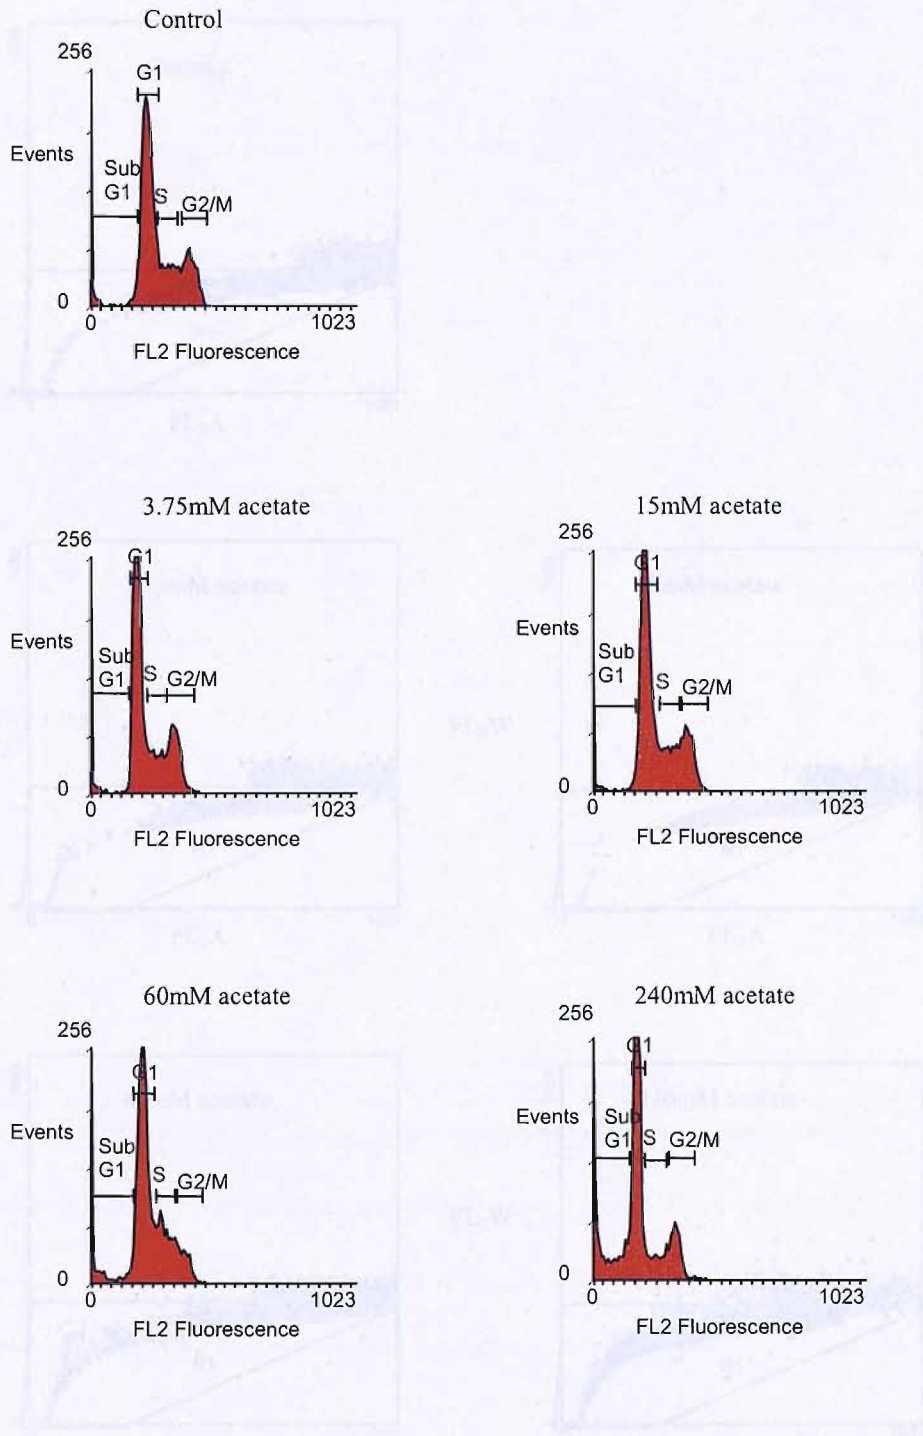 Control
256
G1
Events
Sub
G1 S G2/M
0
0 1023
FL2 Fluorescence
3.75mM acetate
256
G1
Events
Sub
G1 S G2/M
0
0 1023
FL2 Fluorescence
15mM acetate
256
G1
Events
Sub
G1 S G2/M
0
0 1023
FL2 Fluorescence
60mM acetate
256
G1
Events
Sub
G1 S G2/M
0
0 1023
FL2 Fluorescence
240mM acetate
256
G1
Events
Sub
G1 S G2/M
0
0 1023
FL2 Fluorescence